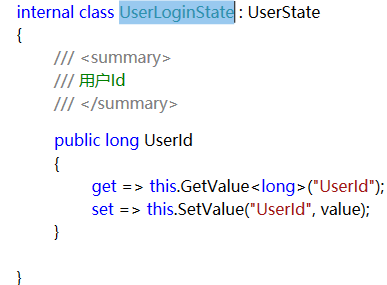 internal class UserLoginState : UserState
{
/// <summary>
/// 用户Id
/// </summary>
public long UserId
{
get => this.GetValue<long>("UserId");
set => this.SetValue("UserId", value);
}
}